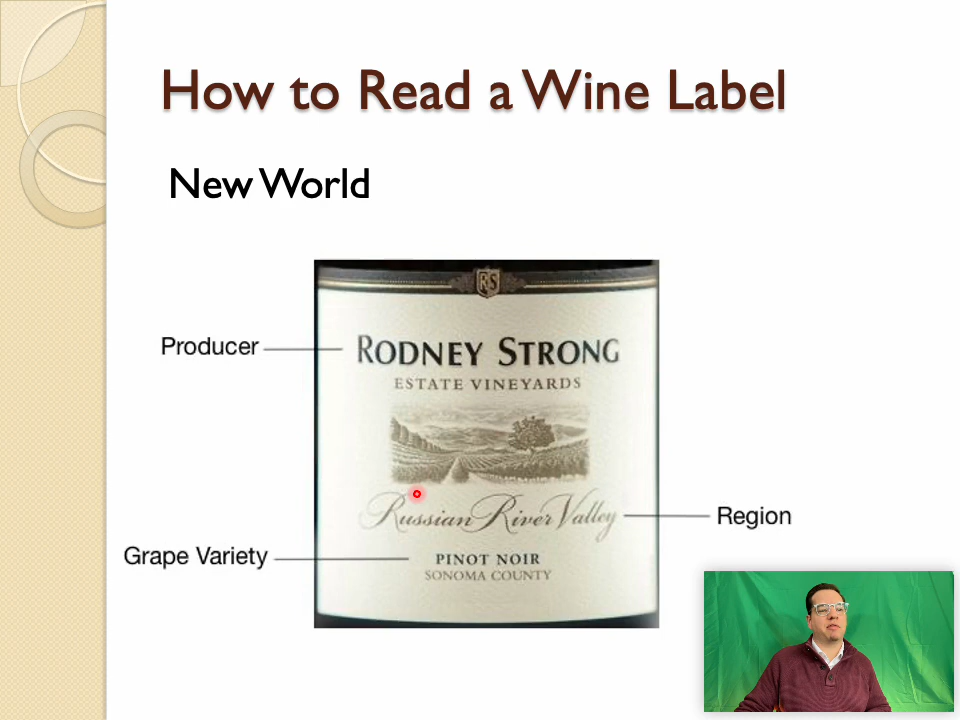 How to Read a Wine Label
New World
RS
Producer
RODNEY STRONG
ESTATE VINEYARDS
Russian River Valley
Region
Grape Variety
PINOT NOIR
SONOMA COUNTY